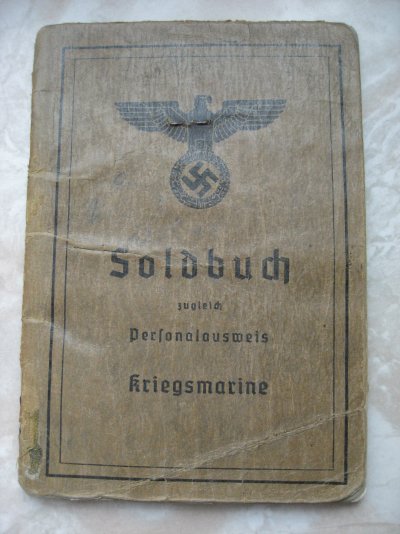 Soldbuch
zugleich
Personalausweis
Kriegsmarine